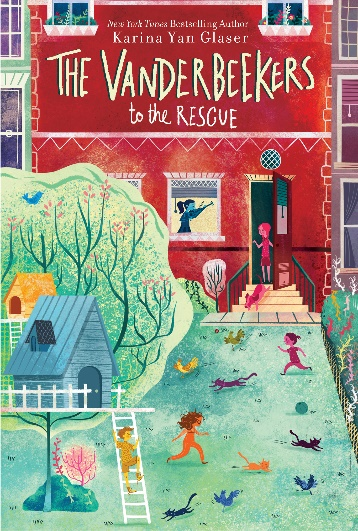 New York Times Bestselling Author
Karina Yan Glaser
THE VANDERBEEKERS
to the RESCUE